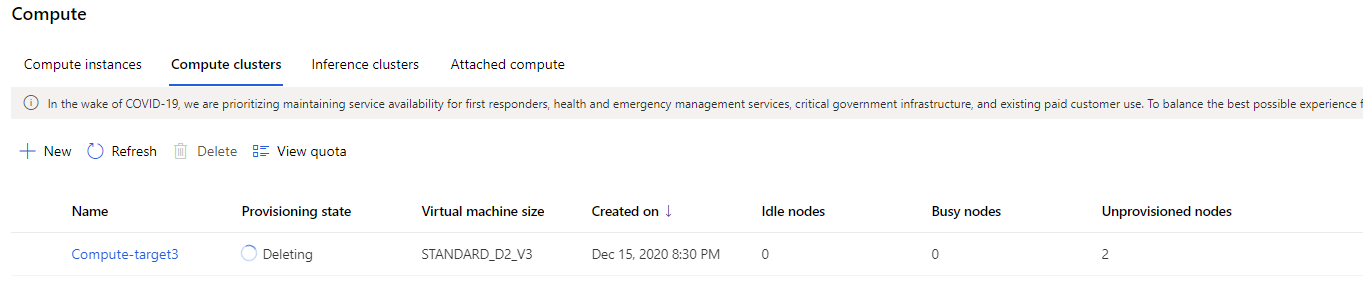 Compute
Compute instances Compute clusters Inference clusters Attached compute
In the wake of COVID-19, we are prioritizing maintaining service availability for first responders, health and emergency management services, critical government infrastructure, and existing paid customer use. To balance the best possible experience f
New Refresh Delete View quota
Name Provisioning state Virtual machine size Created on ↓ Idle nodes Busy nodes Unprovisioned nodes
Compute-target3 Deleting STANDARD_D2_V3 Dec 15, 2020 8:30 PM 0 0 2